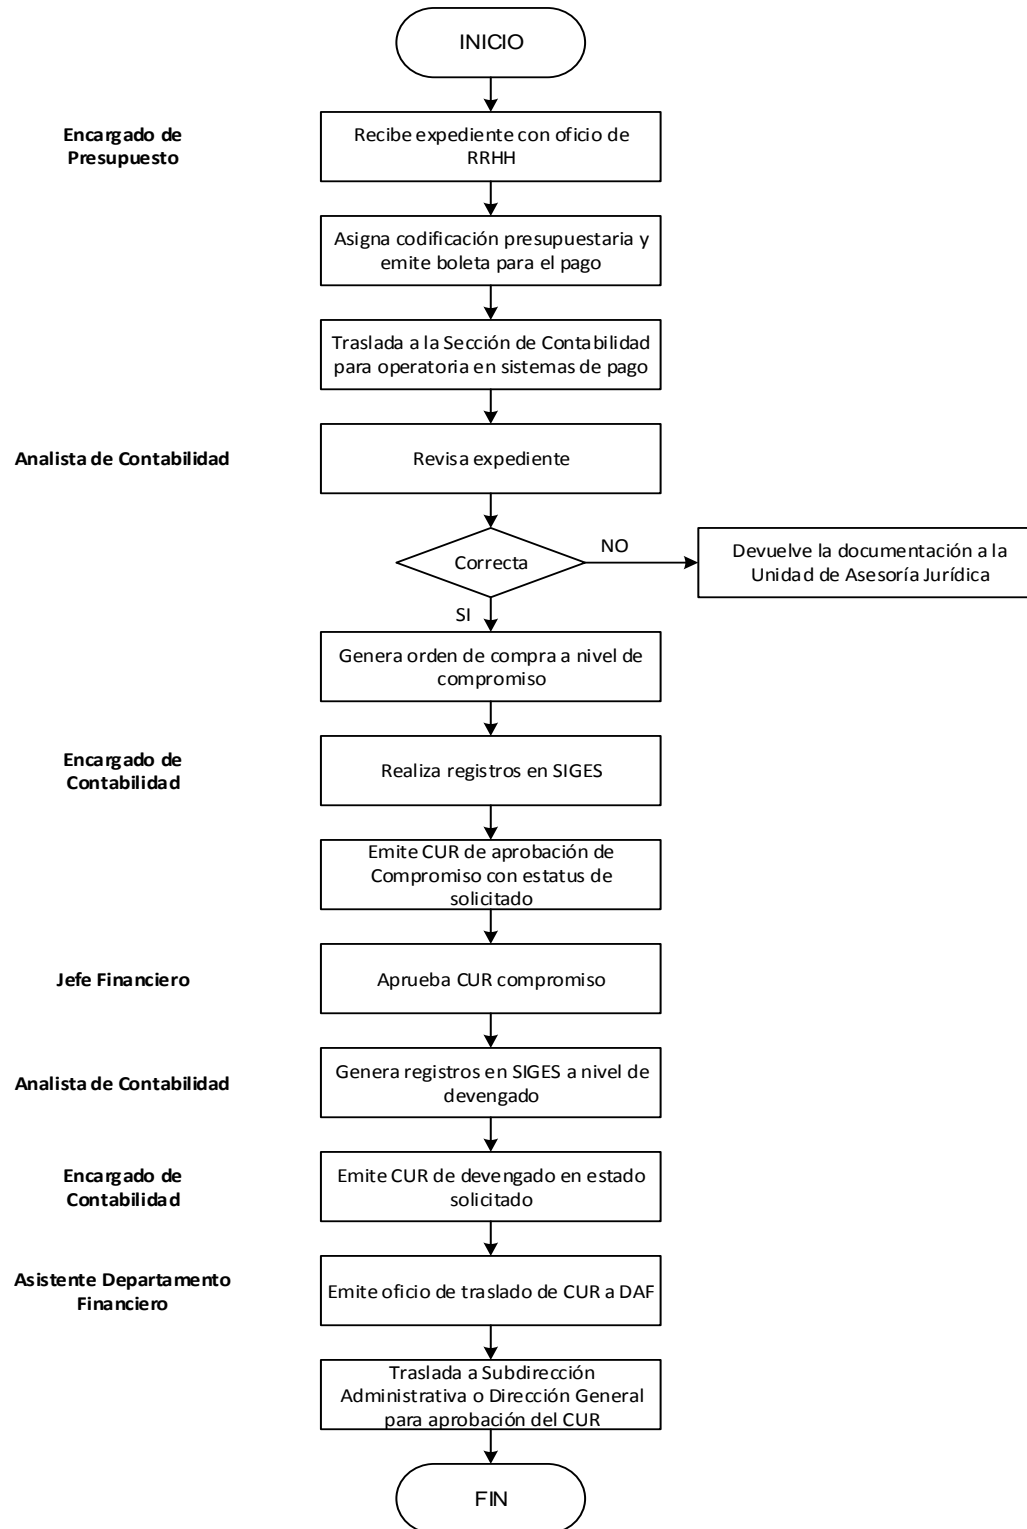 INICIO
Encargado de
Presupuesto
Recibe expediente con oficio de
RRHH
Asigna codificación presupuestaria y
emite boleta para el pago
Traslada a la Sección de Contabilidad
para operatoria en sistemas de pago
Analista de Contabilidad
Revisa expediente
Correcta
NO
Devuelve la documentación a la
Unidad de Asesoría Jurídica
SI
Genera orden de compra a nivel de
compromiso
Encargado de
Contabilidad
Realiza registros en SIGES
Emite CUR de aprobación de
Compromiso con estatus de
solicitado
Jefe Financiero
Aprueba CUR compromiso
Analista de Contabilidad
Genera registros en SIGES a nivel de
devengado
Encargado de
Contabilidad
Emite CUR de devengado en estado
solicitado
Asistente Departamento
Financiero
Emite oficio de traslado de CUR a DAF
Traslada a Subdirección
Administrativa o Dirección General
para aprobación del CUR
FIN